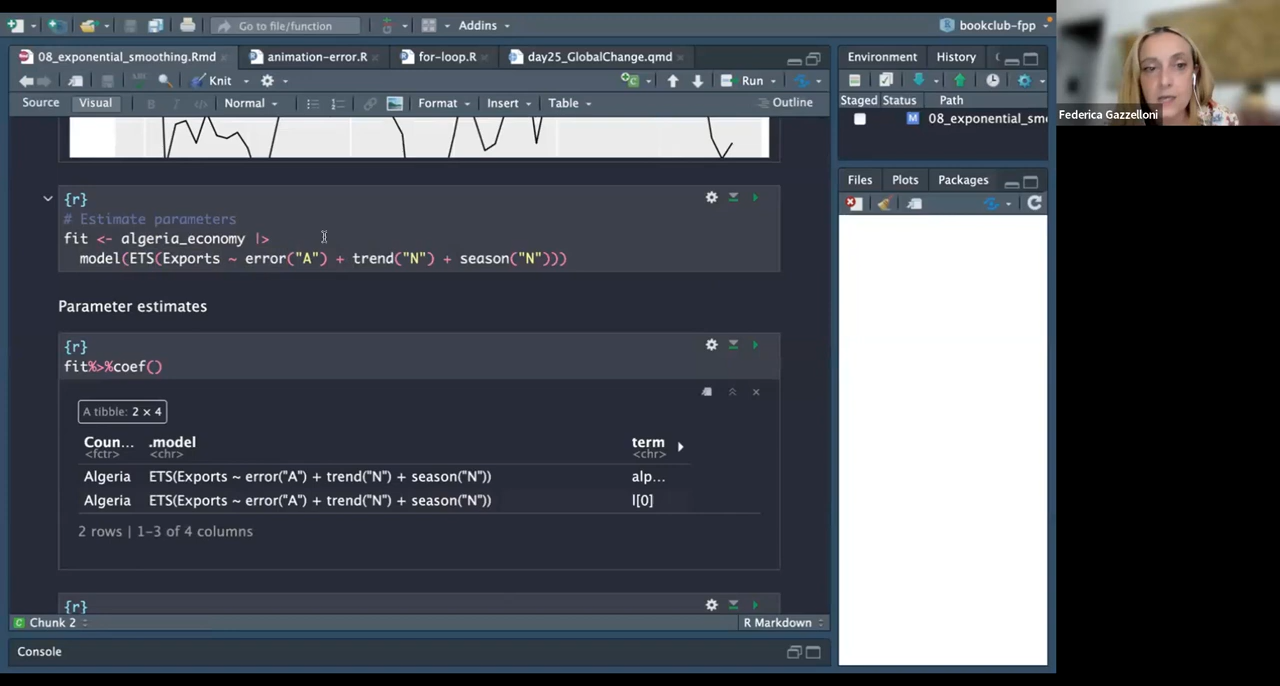 Go to file/function
Addins
bookclub-fpp
08_exponential_smoothing.Rmd
animation-error.R
for-loop.R
day25_GlobalChange.qmd
Environment
History
Knit
Run
Source
Visual
Normal
Format
Insert
Table
Outline
Staged
Status
Path
M
08_exponential_smo
Federica Gazzelloni
Files
Plots
Packages
{r}
# Estimate parameters
fit <- algeria_economy |>
model(ETS(Exports ~ error("A") + trend("N") + season("N")))
Parameter estimates
{r}
fit%>%coef()
A tibble: 2 × 4
Coun... .model term
<fctr> <chr> <chr>
Algeria ETS(Exports ~ error("A") + trend("N") + season("N")) alp...
Algeria ETS(Exports ~ error("A") + trend("N") + season("N")) l[0]
2 rows | 1-3 of 4 columns
{r}
Chunk 2
R Markdown
Console